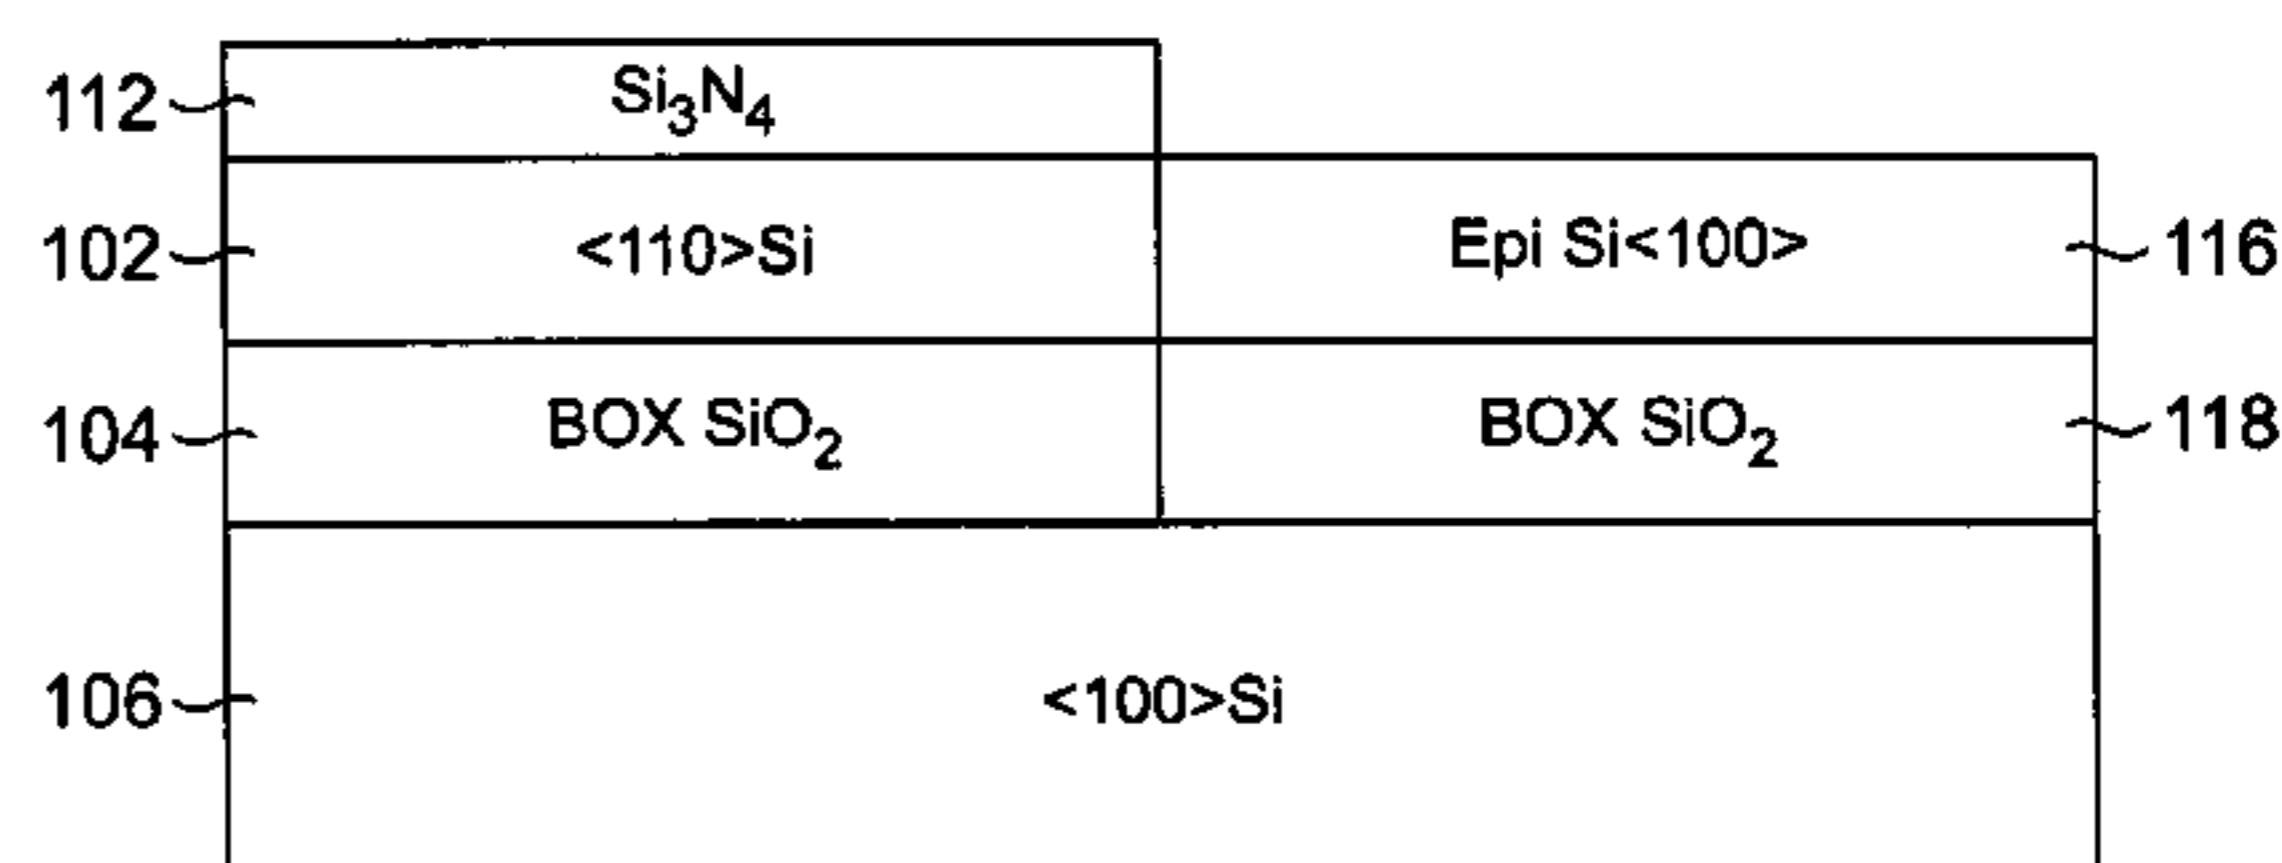 112 Si₃N₄
102 <110>Si Epi Si<100> 116
104 BOX SiO₂ BOX SiO₂ 118
106 <100>Si